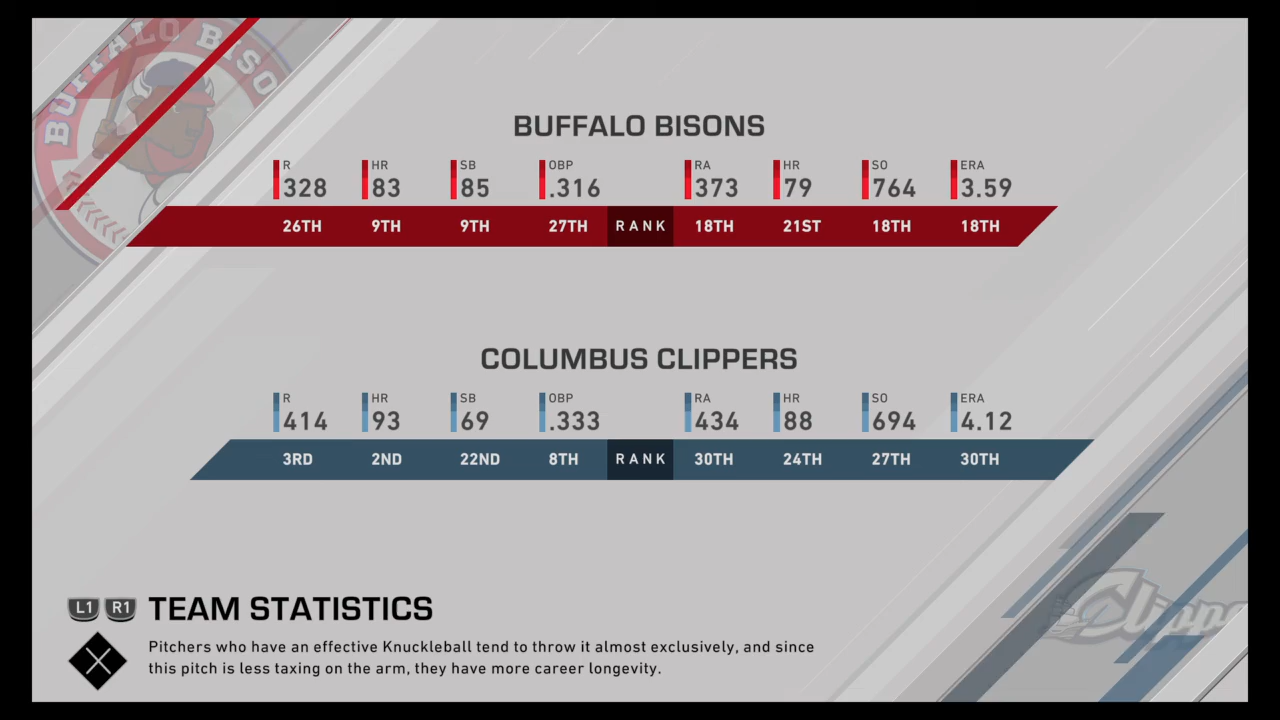 BUFFALO BISO
BUFFALO BISONS
R HR SB OBP RA HR SO ERA
328 83 85 .316 373 79 764 3.59
26TH 9TH 9TH 27TH RANK 18TH 21ST 18TH 18TH
COLUMBUS CLIPPERS
R HR SB OBP RA HR SO ERA
414 93 69 .333 434 88 694 4.12
3RD 2ND 22ND 8TH RANK 30TH 24TH 27TH 30TH
Clippe
L1 R1 TEAM STATISTICS
Pitchers who have an effective Knuckleball tend to throw it almost exclusively, and since
this pitch is less taxing on the arm, they have more career longevity.